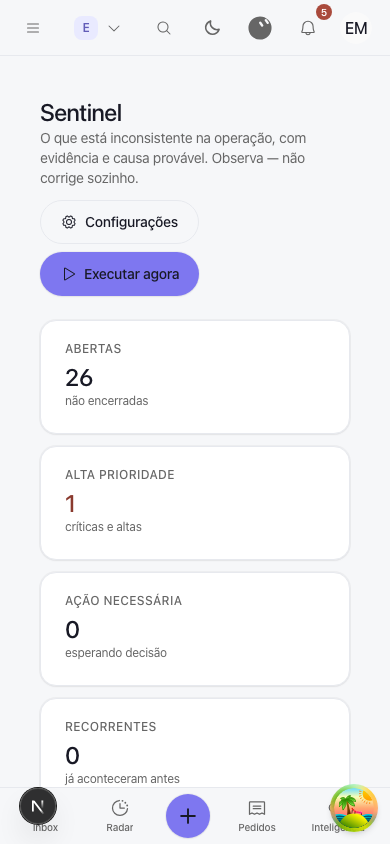 E
5
EM
Sentinel
O que está inconsistente na operação, com
evidência e causa provável. Observa — não
corrige sozinho.
Configurações
Executar agora
ABERTAS
26
não encerradas
ALTA PRIORIDADE
1
críticas e altas
AÇÃO NECESSÁRIA
0
esperando decisão
RECORRENTES
0
já aconteceram antes
N
Inbox
Radar
Pedidos